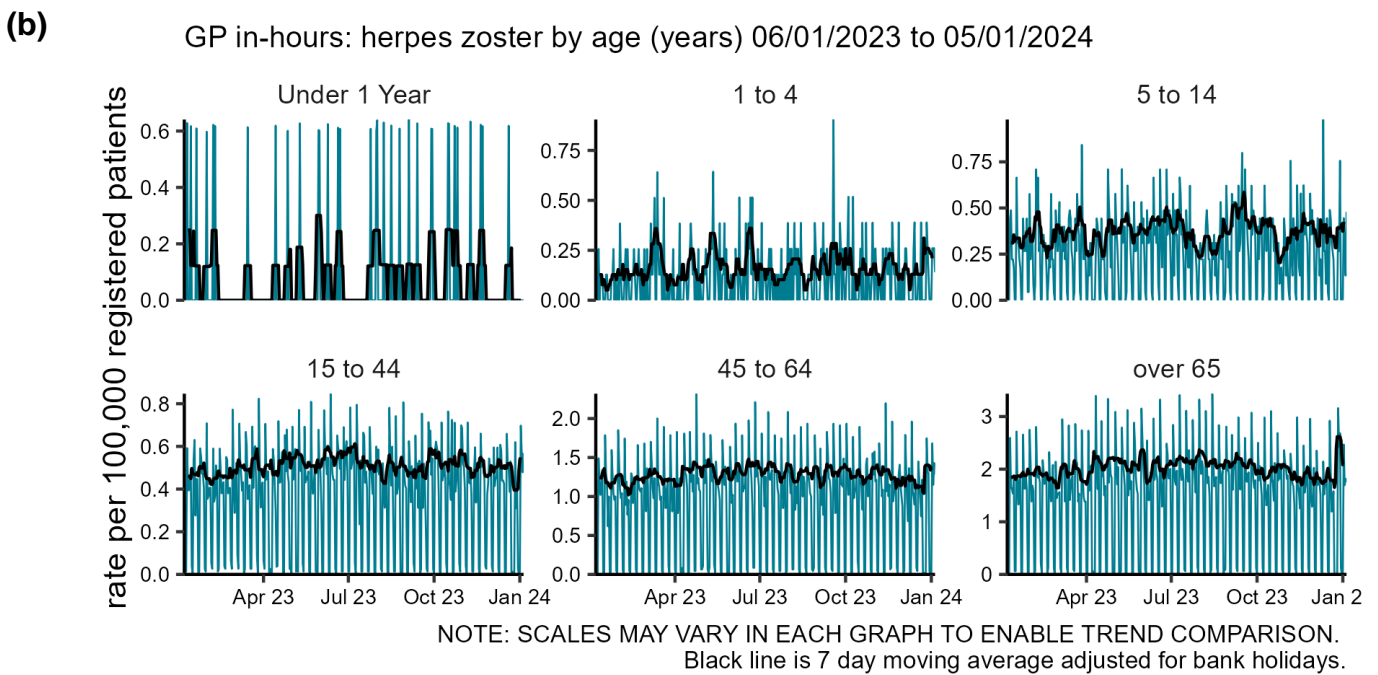 (b)
GP in-hours: herpes zoster by age (years) 06/01/2023 to 05/01/2024
rate per 100,000 registered patients
Under 1 Year
0.6
0.4
0.2
0.0
1 to 4
0.75
0.50
0.25
0.00
5 to 14
0.75
0.50
0.25
0.00
15 to 44
0.8
0.6
0.4
0.2
0.0
Apr 23 Jul 23 Oct 23 Jan 24
45 to 64
2.0
1.5
1.0
0.5
0.0
Apr 23 Jul 23 Oct 23 Jan 24
over 65
3
2
1
0
Apr 23 Jul 23 Oct 23 Jan 2
NOTE: SCALES MAY VARY IN EACH GRAPH TO ENABLE TREND COMPARISON.
Black line is 7 day moving average adjusted for bank holidays.